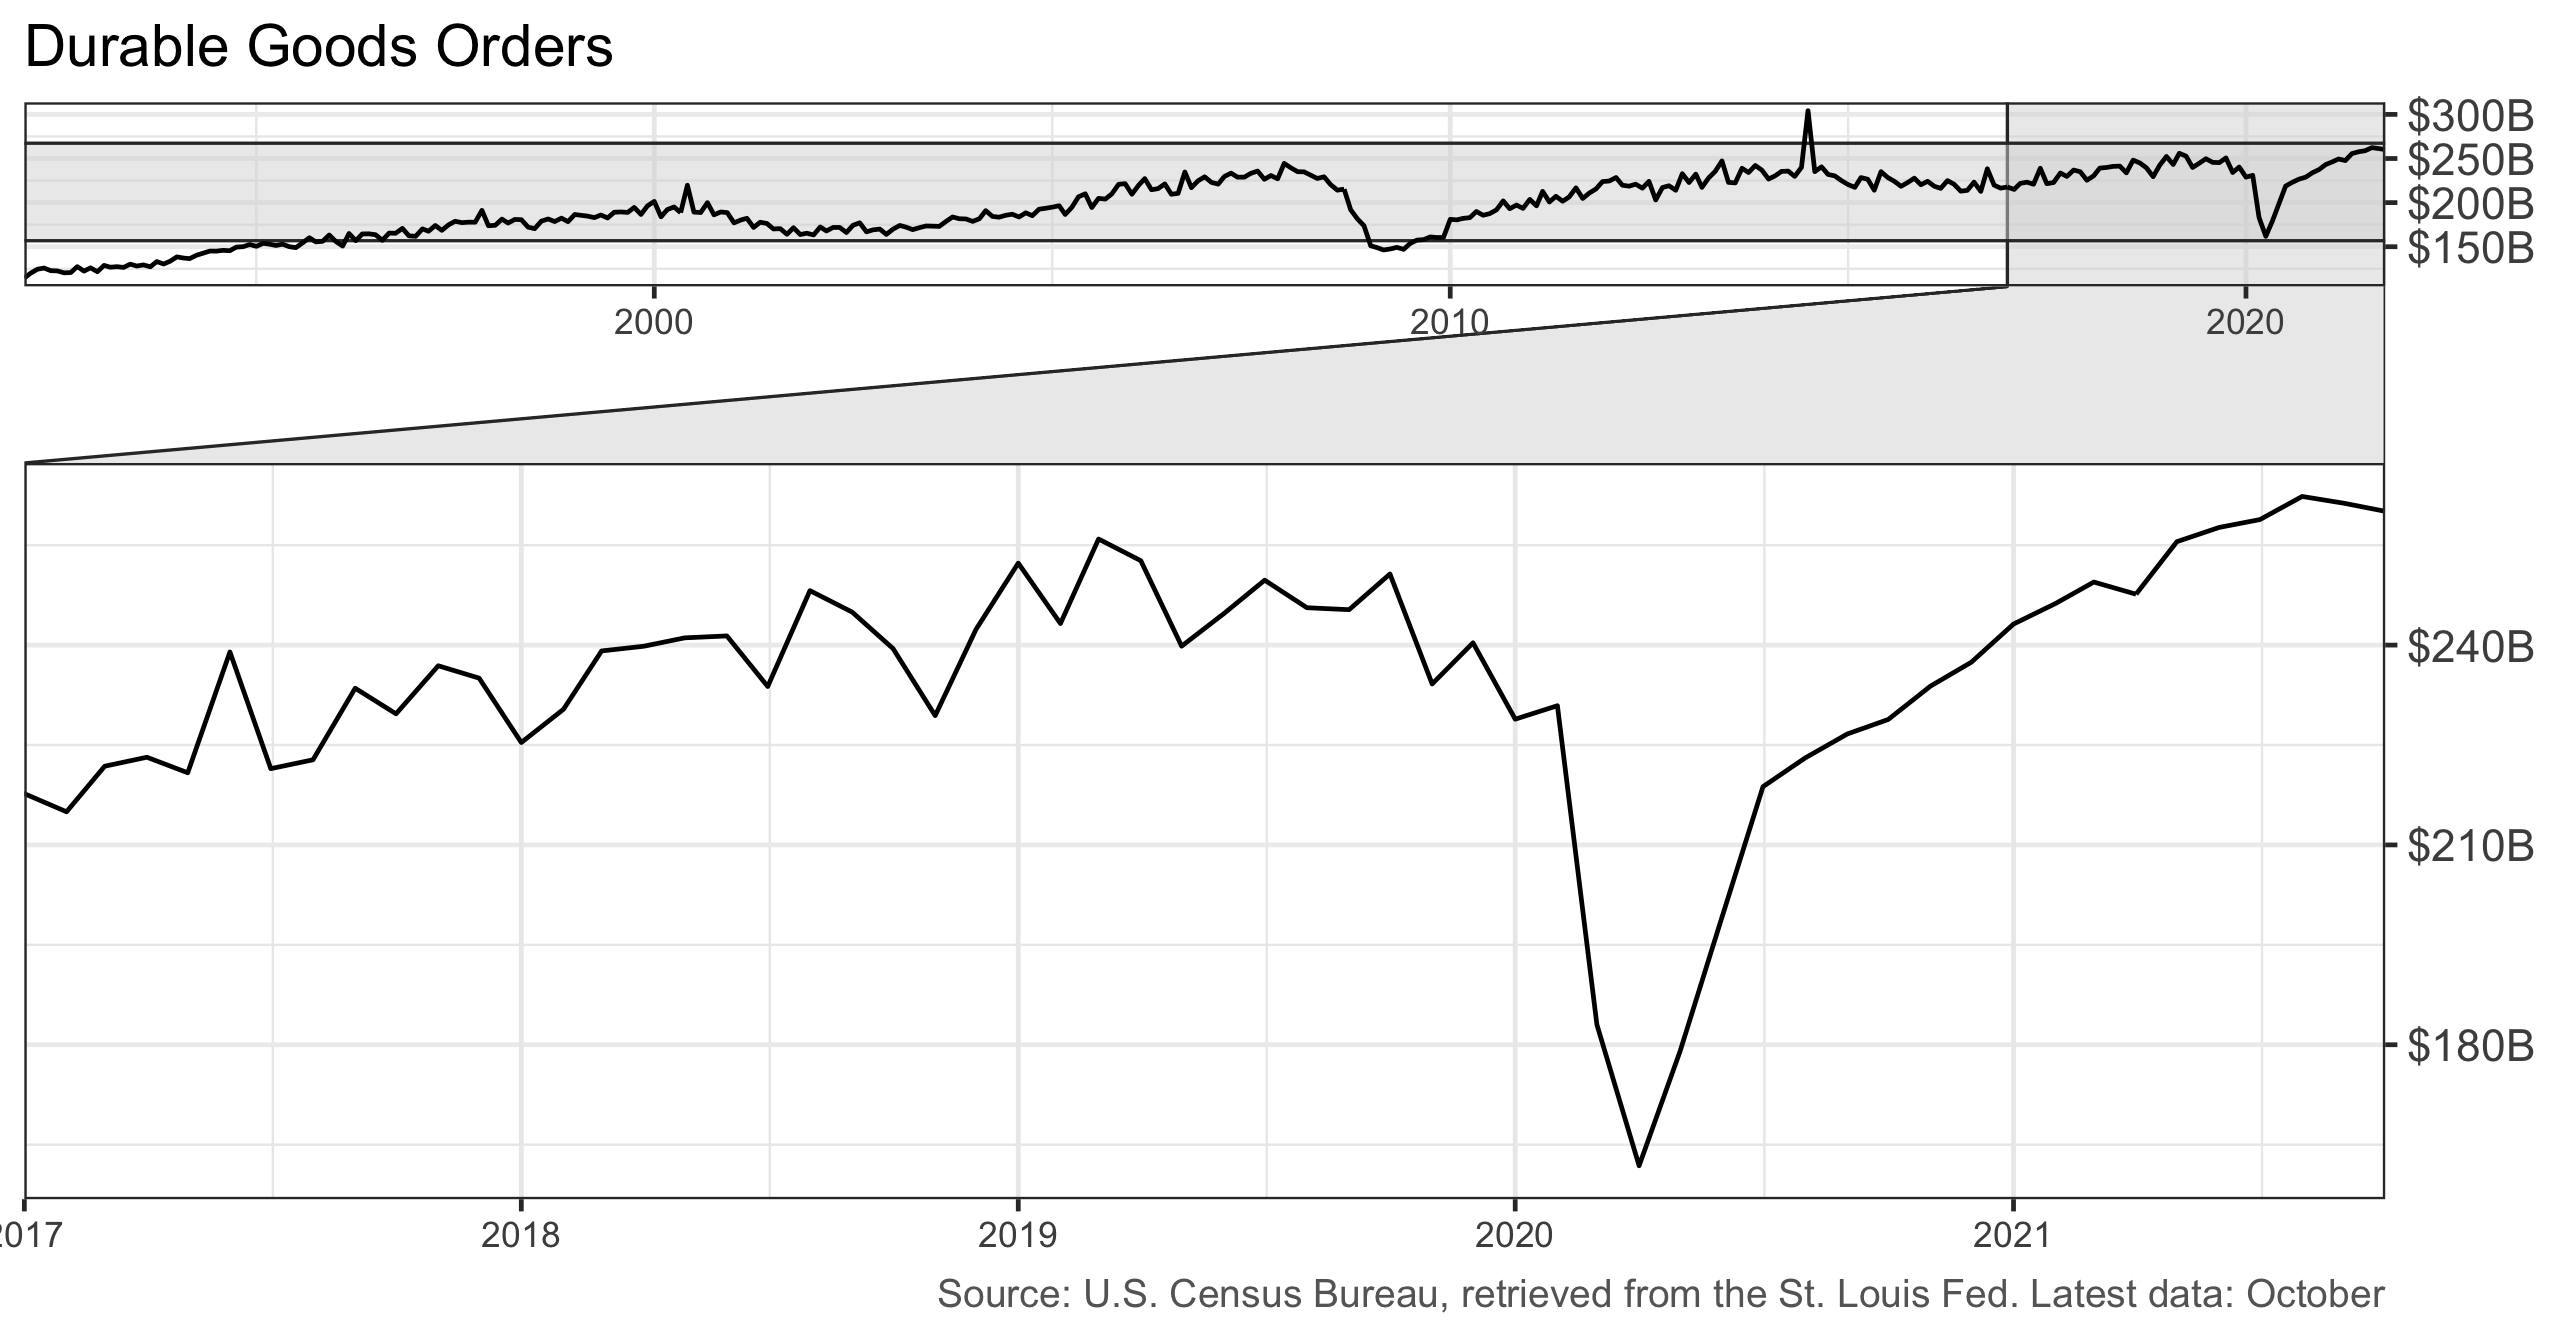 Durable Goods Orders
$300B
$250B
$200B
$150B
2000 2010 2020
$240B
$210B
$180B
2017 2018 2019 2020 2021
Source: U.S. Census Bureau, retrieved from the St. Louis Fed. Latest data: October